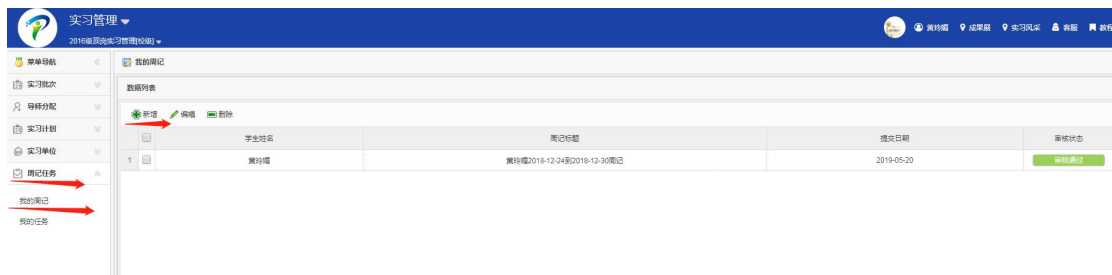 实习管理
2016级顶岗实习管理[校级]
黄玲媚 成果展 实习风采 客服 教程
菜单导航
我的周记
实习批次
数据列表
导师分配
新增 编辑 删除
实习计划
学生姓名 周记标题 提交日期 审核状态
实习单位
1 黄玲媚 黄玲媚2018-12-24到2018-12-30周记 2019-05-20 审核通过
周记任务
我的周记
我的任务